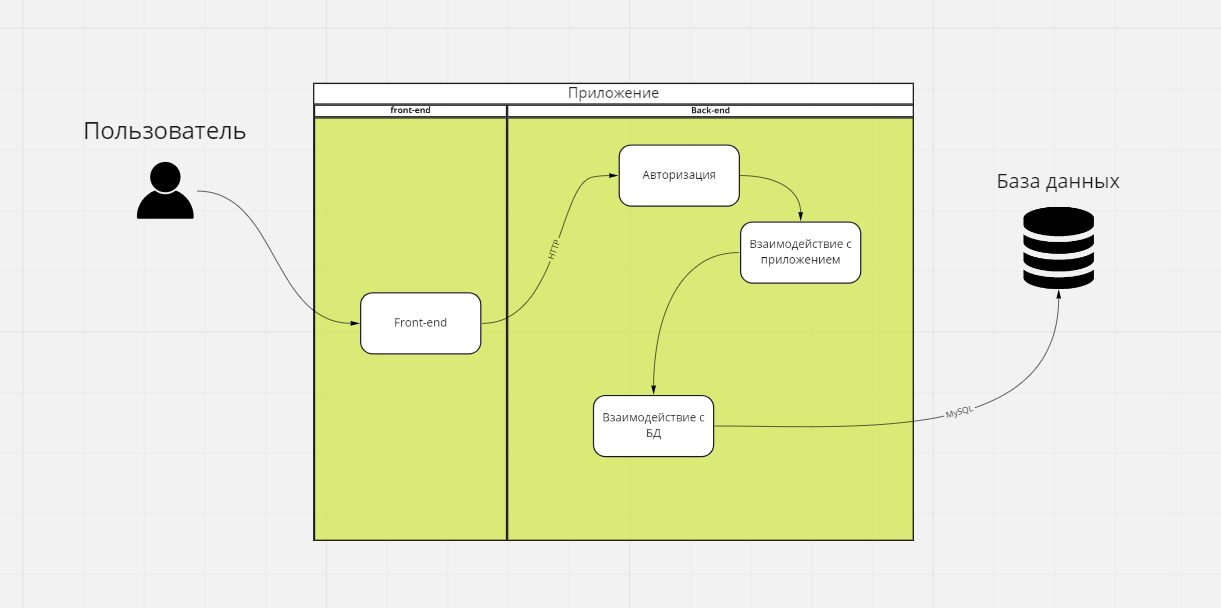 Приложение
front-end
Back-end
Пользователь
Авторизация
База данных
HTTP
Взаимодействие с
приложением
Front-end
Взаимодействие с
БД
MySQL